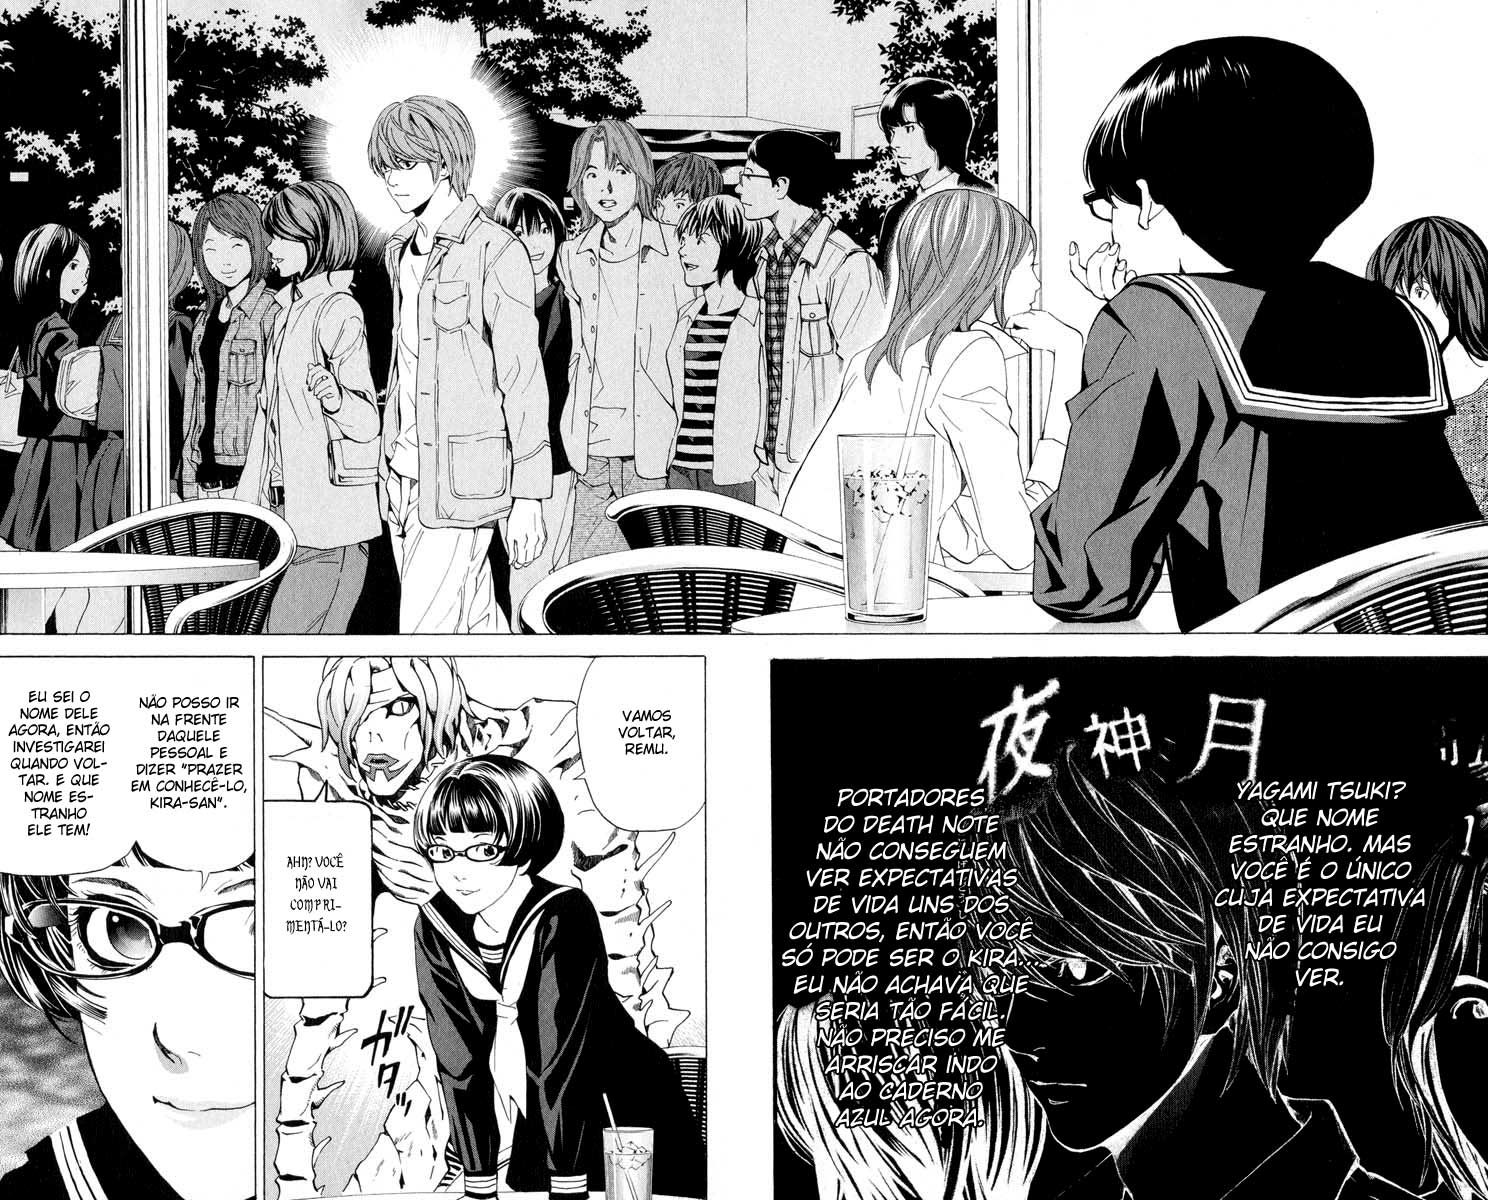 夜神月
YAGAMI TSUKI?
QUE NOME
ESTRANHO. MAS
VOCÊ É O ÚNICO
CUJA EXPECTATIVA
DE VIDA EU
NÃO CONSIGO
VER.
PORTADORES
DO DEATH NOTE
NÃO CONSEGUEM
VER EXPECTATIVAS
DE VIDA UNS DOS
OUTROS, ENTÃO VOCÊ
SÓ PODE SER O KIRA...
EU NÃO ACHAVA QUE
SERIA TÃO FÁCIL.
NÃO PRECISO ME
ARRISCAR INDO
AO CADERNO
AZUL AGORA.
VAMOS
VOLTAR,
REMU.
AHN? VOCÊ
NÃO VAI
COMPRI-
MENTÁ-LO?
ガタ
NÃO POSSO IR
NA FRENTE
DAQUELE
PESSOAL E
DIZER "PRAZER
EM CONHECÊ-LO,
KIRA-SAN".
EU SEI O
NOME DELE
AGORA, ENTÃO
INVESTIGAREI
QUANDO VOL-
TAR. E QUE
NOME ES-
TRANHO
ELE TEM!